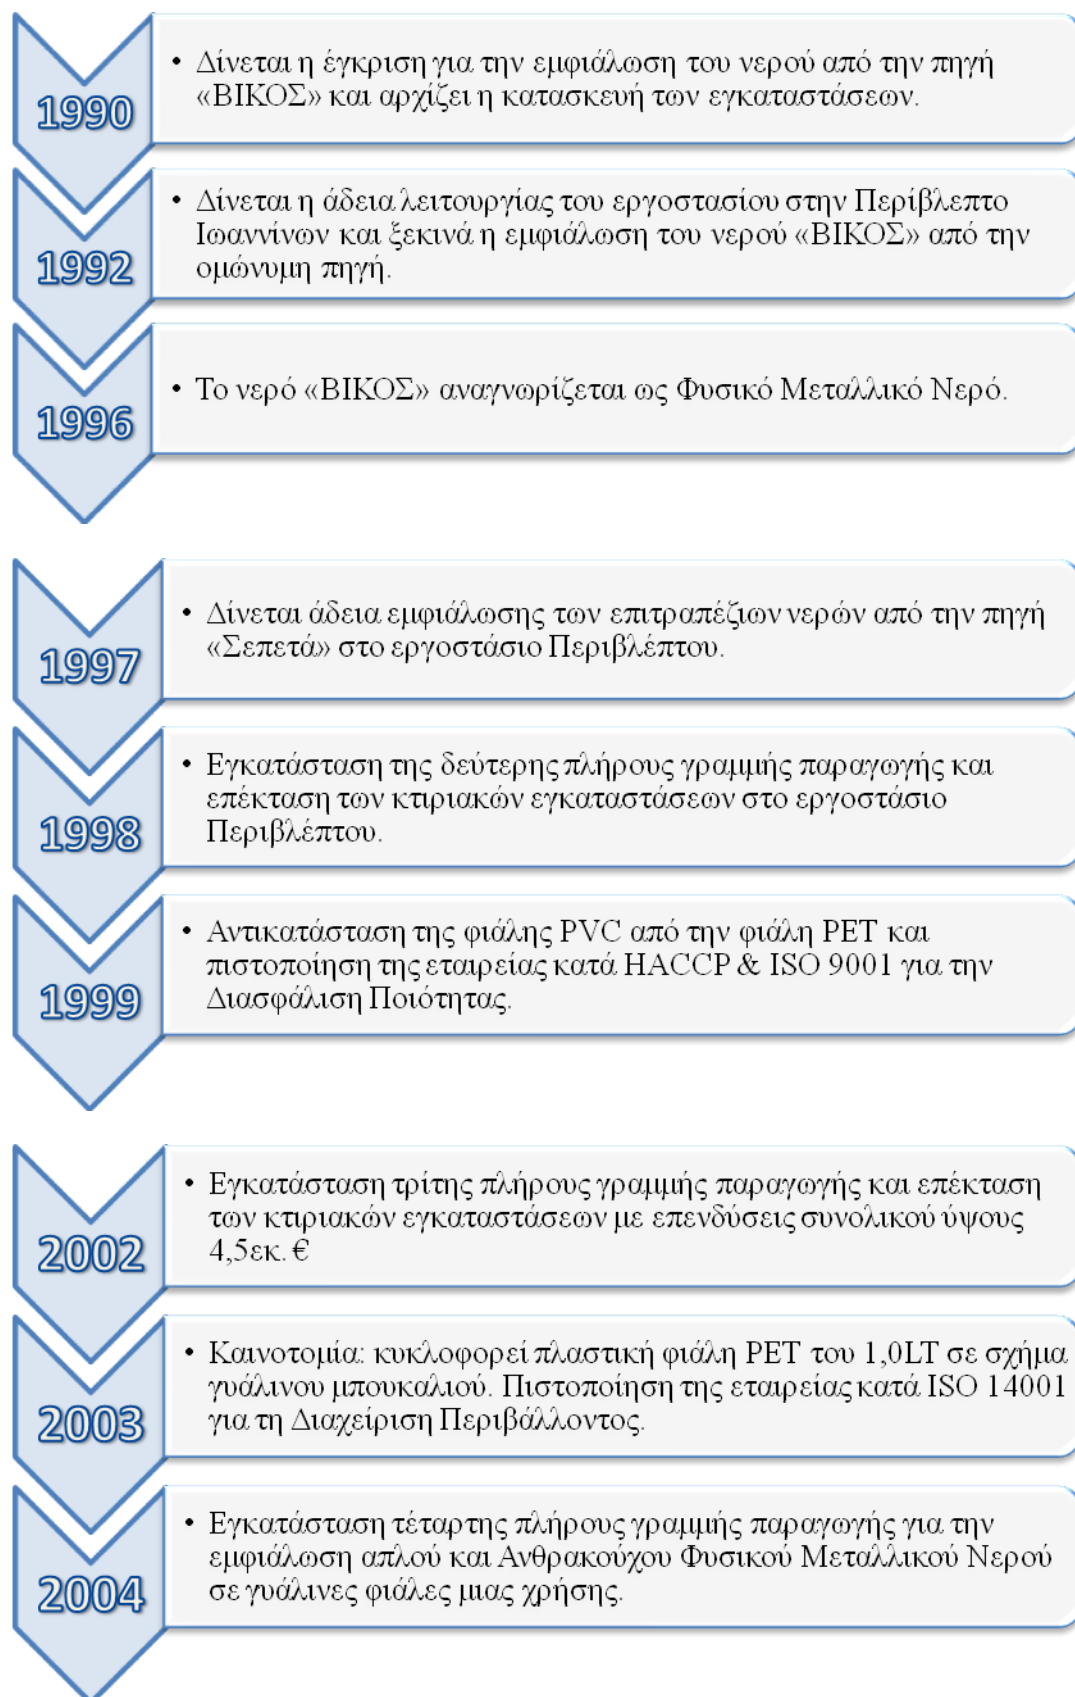 1990
• Δίνεται η έγκριση για την εμφιάλωση του νερού από την πηγή
«ΒΙΚΟΣ» και αρχίζει η κατασκευή των εγκαταστάσεων.
1992
• Δίνεται η άδεια λειτουργίας του εργοστασίου στην Περίβλεπτο
Ιωαννίνων και ξεκινά η εμφιάλωση του νερού «ΒΙΚΟΣ» από την
ομώνυμη πηγή.
1996
• Το νερό «ΒΙΚΟΣ» αναγνωρίζεται ως Φυσικό Μεταλλικό Νερό.
1997
• Δίνεται άδεια εμφιάλωσης των επιτραπέζιων νερών από την πηγή
«Σεπετά» στο εργοστάσιο Περιβλέπτου.
1998
• Εγκατάσταση της δεύτερης πλήρους γραμμής παραγωγής και
επέκταση των κτιριακών εγκαταστάσεων στο εργοστάσιο
Περιβλέπτου.
1999
• Αντικατάσταση της φιάλης PVC από την φιάλη PET και
πιστοποίηση της εταιρείας κατά HACCP & ISO 9001 για την
Διασφάλιση Ποιότητας.
2002
• Εγκατάσταση τρίτης πλήρους γραμμής παραγωγής και επέκταση
των κτιριακών εγκαταστάσεων με επενδύσεις συνολικού ύψους
4,5εκ. €
2003
• Καινοτομία: κυκλοφορεί πλαστική φιάλη PET του 1,0LT σε σχήμα
γυάλινου μπουκαλιού. Πιστοποίηση της εταιρείας κατά ISO 14001
για τη Διαχείριση Περιβάλλοντος.
2004
• Εγκατάσταση τέταρτης πλήρους γραμμής παραγωγής για την
εμφιάλωση απλού και Ανθρακούχου Φυσικού Μεταλλικού Νερού
σε γυάλινες φιάλες μιας χρήσης.